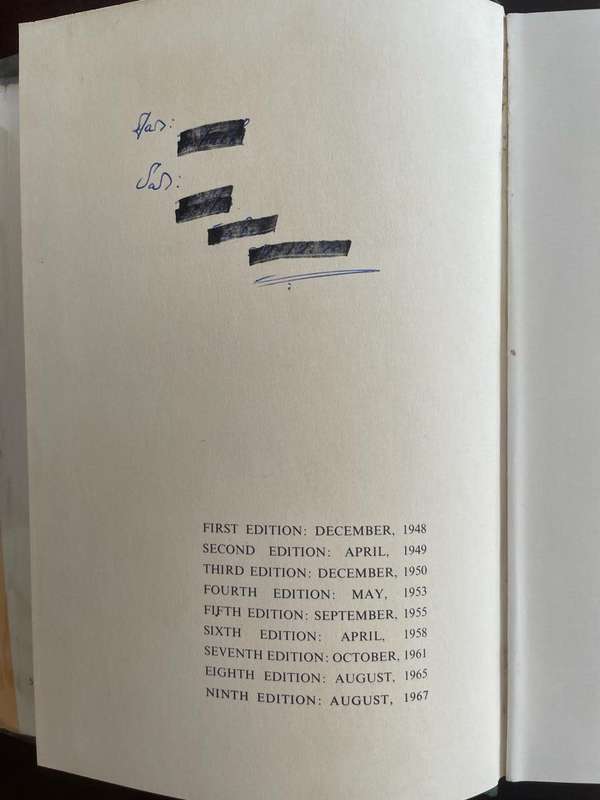 FIRST EDITION: DECEMBER, 1948
SECOND EDITION: APRIL, 1949
THIRD EDITION: DECEMBER, 1950
FOURTH EDITION: MAY, 1953
FIFTH EDITION: SEPTEMBER, 1955
SIXTH EDITION: APRIL, 1958
SEVENTH EDITION: OCTOBER, 1961
EIGHTH EDITION: AUGUST, 1965
NINTH EDITION: AUGUST, 1967